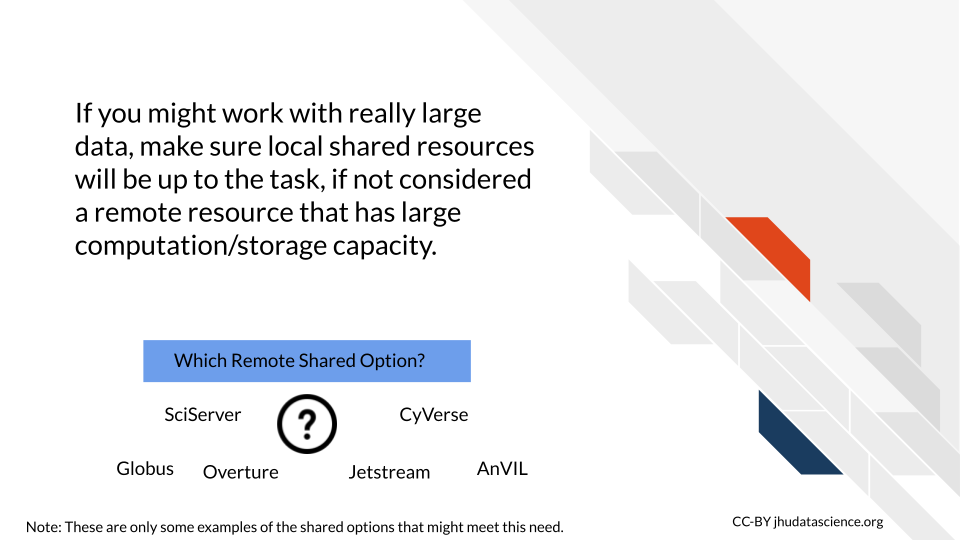 If you might work with really large
data, make sure local shared resources
will be up to the task, if not considered
a remote resource that has large
computation/storage capacity.
Which Remote Shared Option?
SciServer
?
CyVerse
Globus
Overture
Jetstream
AnVIL
Note: These are only some examples of the shared options that might meet this need.
CC-BY jhudatascience.org